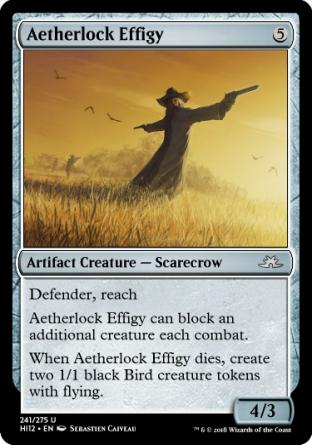 Aetherlock Effigy 5
Artifact Creature — Scarecrow
Defender, reach
Aetherlock Effigy can block an
additional creature each combat.
When Aetherlock Effigy dies, create
two 1/1 black Bird creature tokens
with flying.
4/3
241/275 U
HI12 • EN Sebastien Caiveau
™ & © 2018 Wizards of the Coast